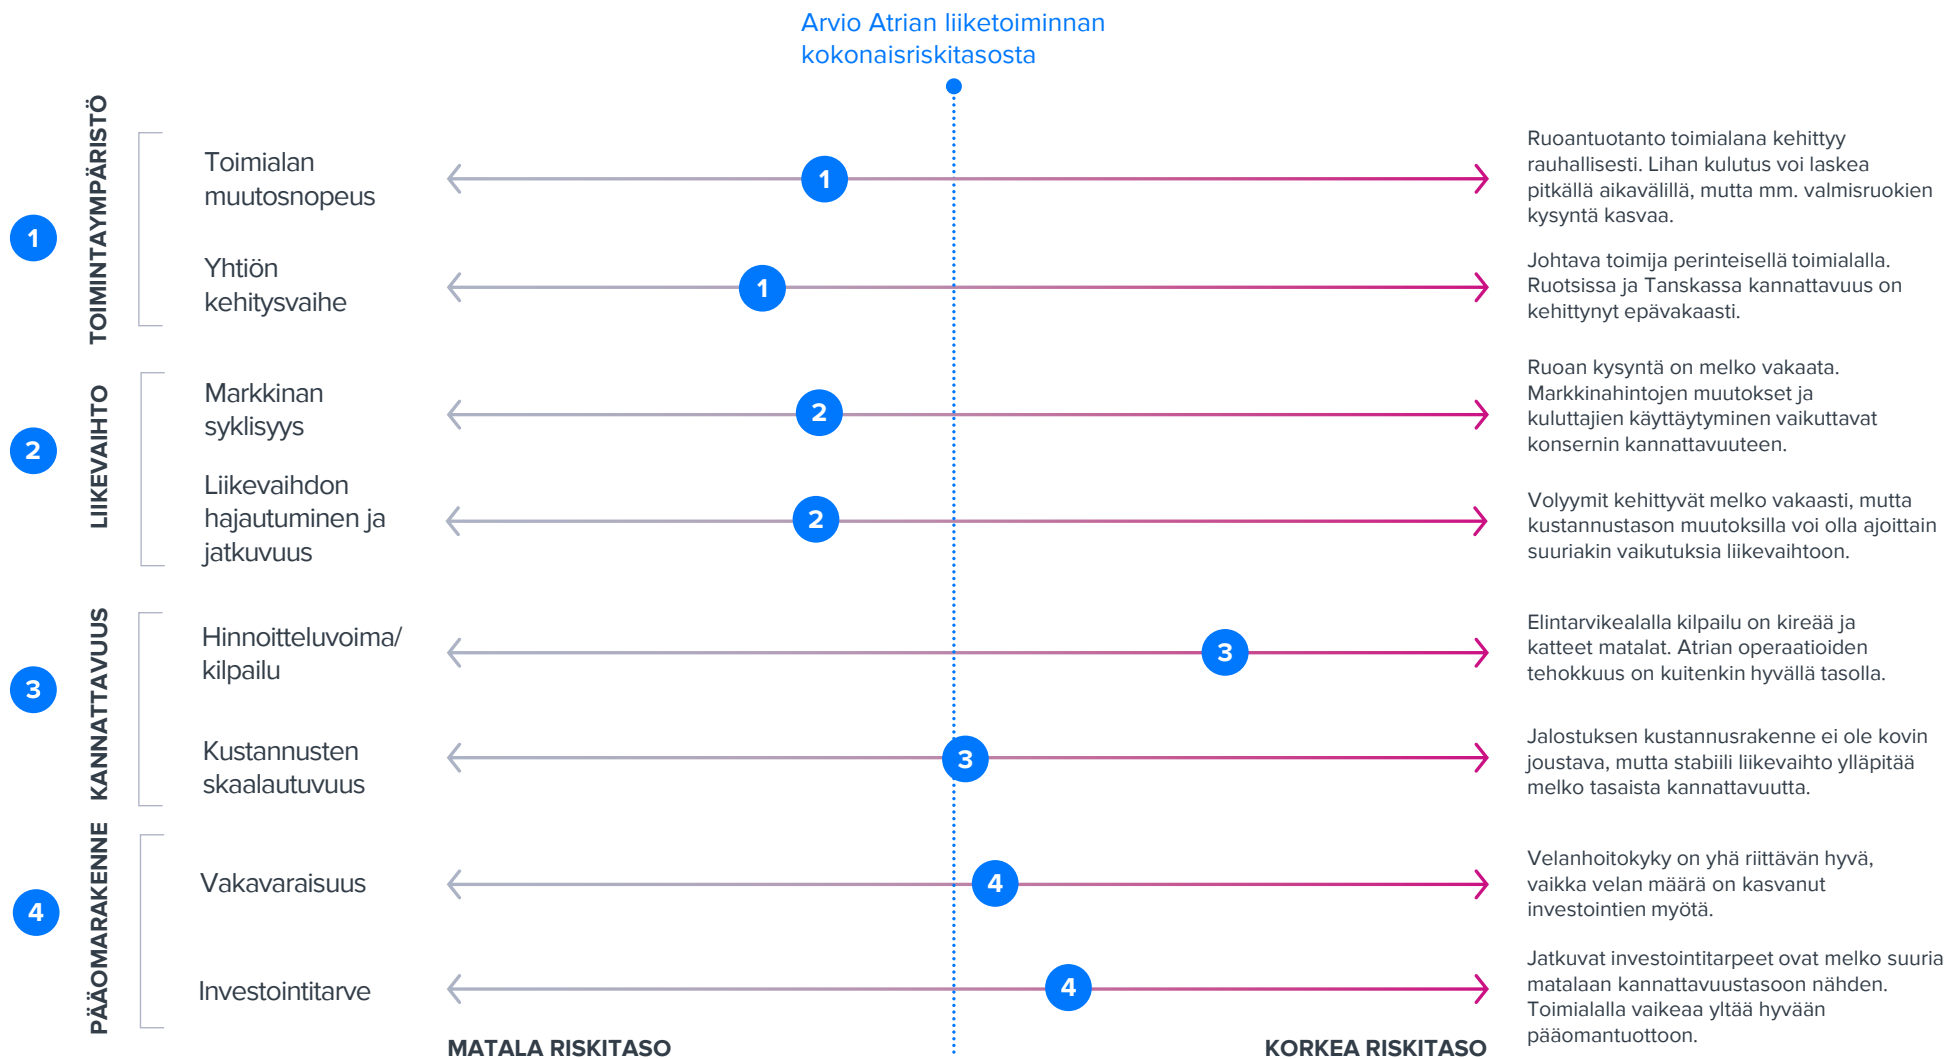 Arvio Atrian liiketoiminnan
kokonaisriskitasosta
1
TOIMINTAYMPÄRISTÖ
Toimialan
muutosnopeus
1
Ruoantuotanto toimialana kehittyy
rauhallisesti. Lihan kulutus voi laskea
pitkällä aikavälillä, mutta mm. valmisruokien
kysyntä kasvaa.
Yhtiön
kehitysvaihe
1
Johtava toimija perinteisellä toimialalla.
Ruotsissa ja Tanskassa kannattavuus on
kehittynyt epävakaasti.
2
LIIKEVAIHTO
Markkinan
syklisyys
2
Ruoan kysyntä on melko vakaata.
Markkinahintojen muutokset ja
kuluttajien käyttäytyminen vaikuttavat
konsernin kannattavuuteen.
Liikevaihdon
hajautuminen ja
jatkuvuus
2
Volyymit kehittyvät melko vakaasti, mutta
kustannustason muutoksilla voi olla ajoittain
suuriakin vaikutuksia liikevaihtoon.
3
KANNATTAVUUS
Hinnoitteluvoima/
kilpailu
3
Elintarvikealalla kilpailu on kireää ja
katteet matalat. Atrian operaatioiden
tehokkuus on kuitenkin hyvällä tasolla.
Kustannusten
skaalautuvuus
3
Jalostuksen kustannusrakenne ei ole kovin
joustava, mutta stabiili liikevaihto ylläpitää
melko tasaista kannattavuutta.
4
PÄÄOMARAKENNE
Vakavaraisuus
4
Velanhoitokyky on yhä riittävän hyvä,
vaikka velan määrä on kasvanut
investointien myötä.
Investointitarve
4
Jatkuvat investointitarpeet ovat melko suuria
matalaan kannattavuustasoon nähden.
Toimialalla vaikeaa yltää hyvään
pääomantuottoon.
MATALA RISKITASO
KORKEA RISKITASO